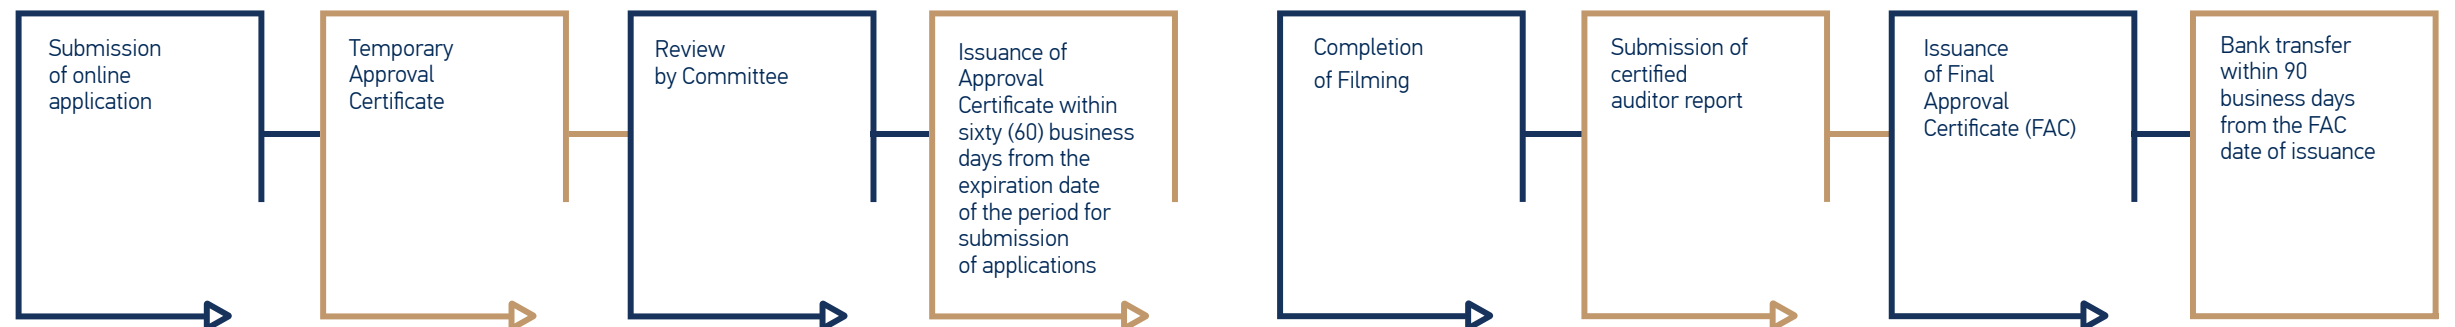 Submission
of online
application
Temporary
Approval
Certificate
Review
by Committee
Issuance of
Approval
Certificate within
sixty (60) business
days from the
expiration date
of the period for
submission
of applications
Completion
of Filming
Submission of
certified
auditor report
Issuance
of Final
Approval
Certificate (FAC)
Bank transfer
within 90
business days
from the FAC
date of issuance